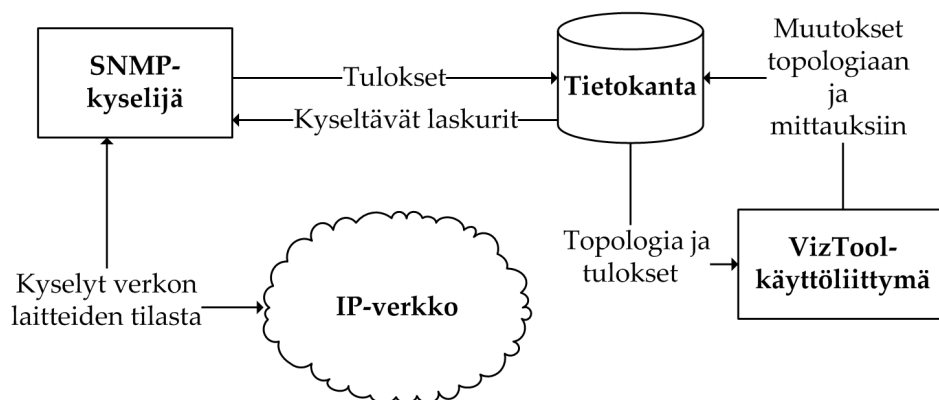 SNMP-
kyselijä
Tulokset
Kyseltävät laskurit
Tietokanta
Muutokset
topologiaan
ja
mittauksiin
Topologia ja
tulokset
VizTool-
käyttöliittymä
Kyselyt verkon
laitteiden tilasta
IP-verkko